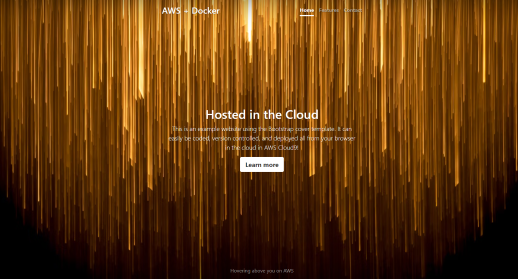 AWS + Docker
Home Features Contact
Hosted in the Cloud
This is an example website using the Bootstrap cover template. It can
easily be coded, version controlled, and deployed all from your browser
in the cloud in AWS Cloud9!
Learn more
Hovering above you on AWS